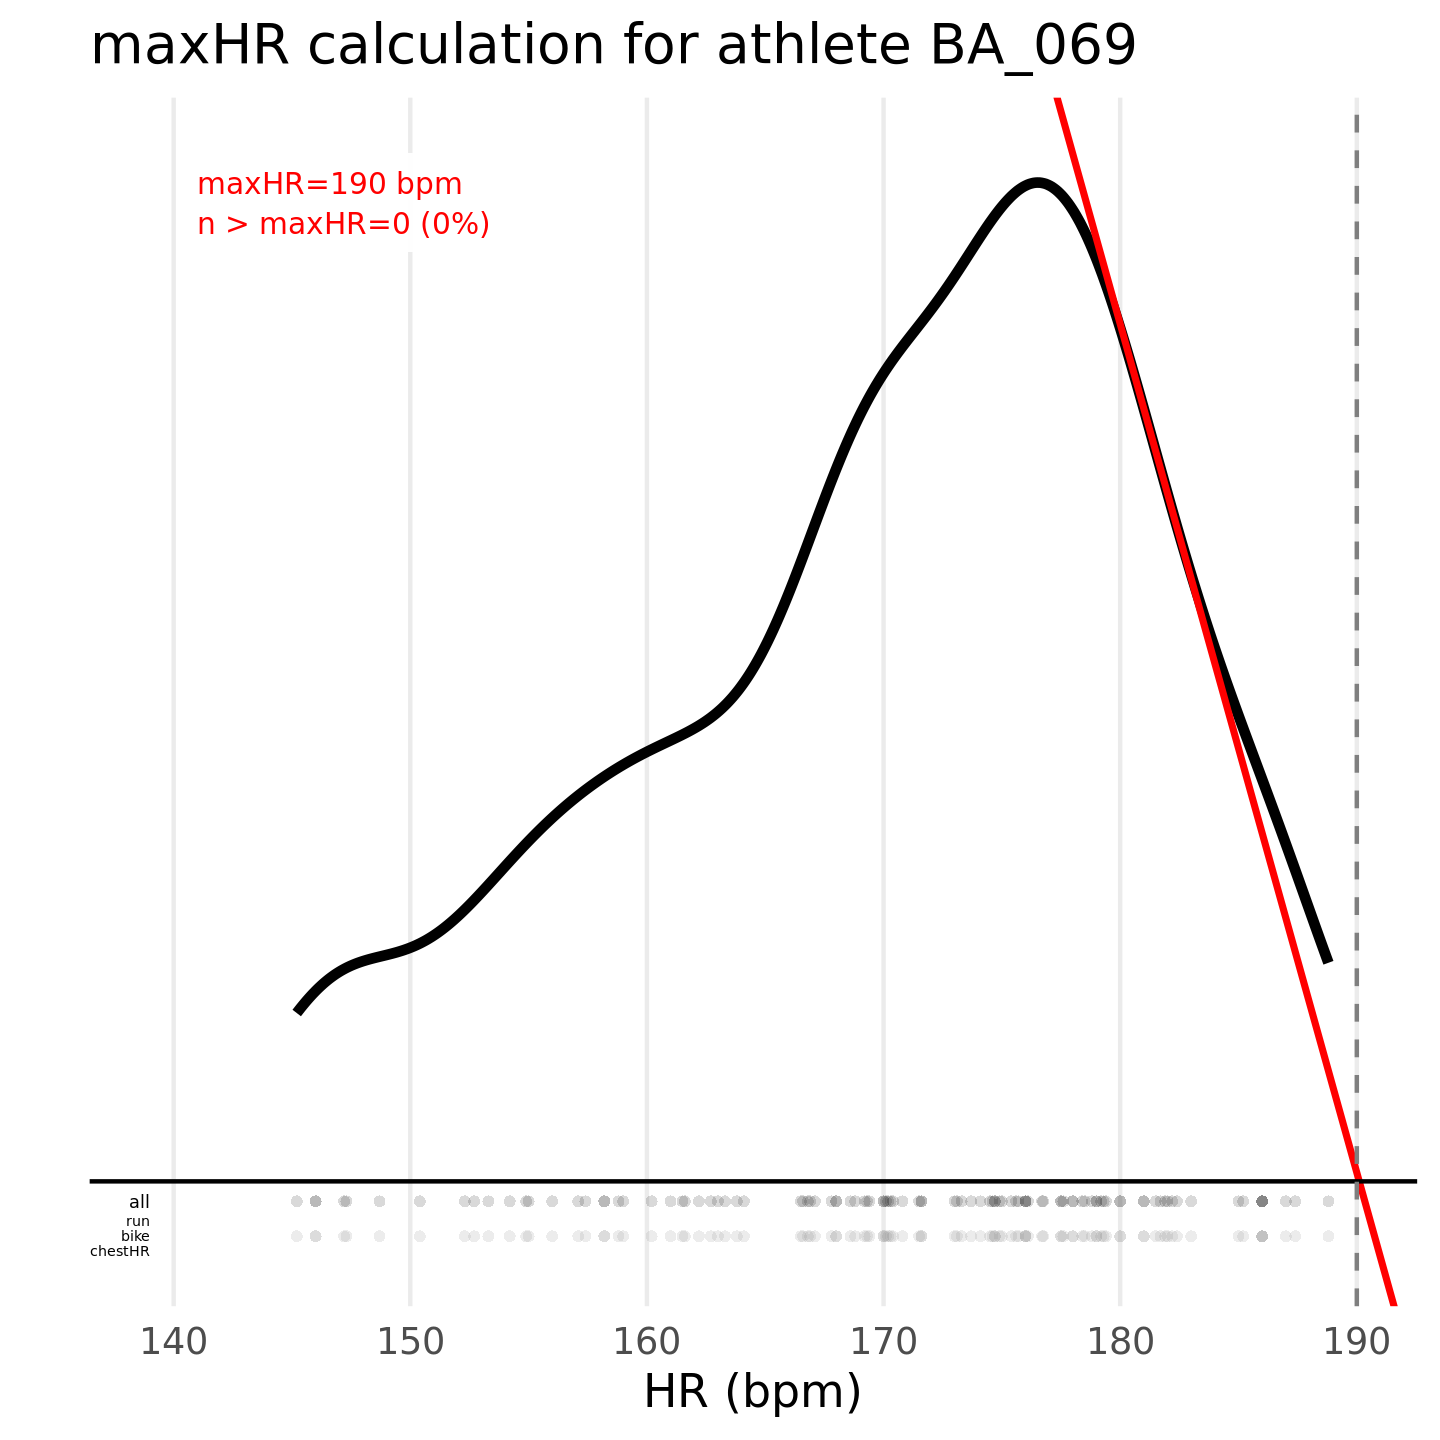 maxHR calculation for athlete BA_069
maxHR=190 bpm
n > maxHR=0 (0%)
all
run
bike
chestHR
140 150 160 170 180 190
HR (bpm)